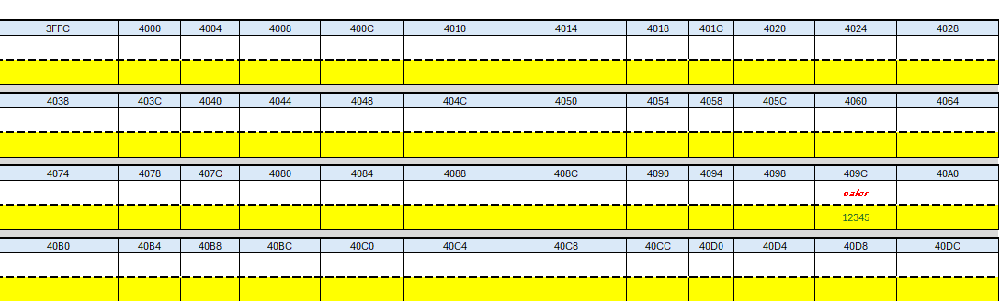 3FFC 4000 4004 4008 400C 4010 4014 4018 401C 4020 4024 4028
4038 403C 4040 4044 4048 404C 4050 4054 4058 405C 4060 4064
4074 4078 407C 4080 4084 4088 408C 4090 4094 4098 409C 40A0
valor
12345
40B0 40B4 40B8 40BC 40C0 40C4 40C8 40CC 40D0 40D4 40D8 40DC